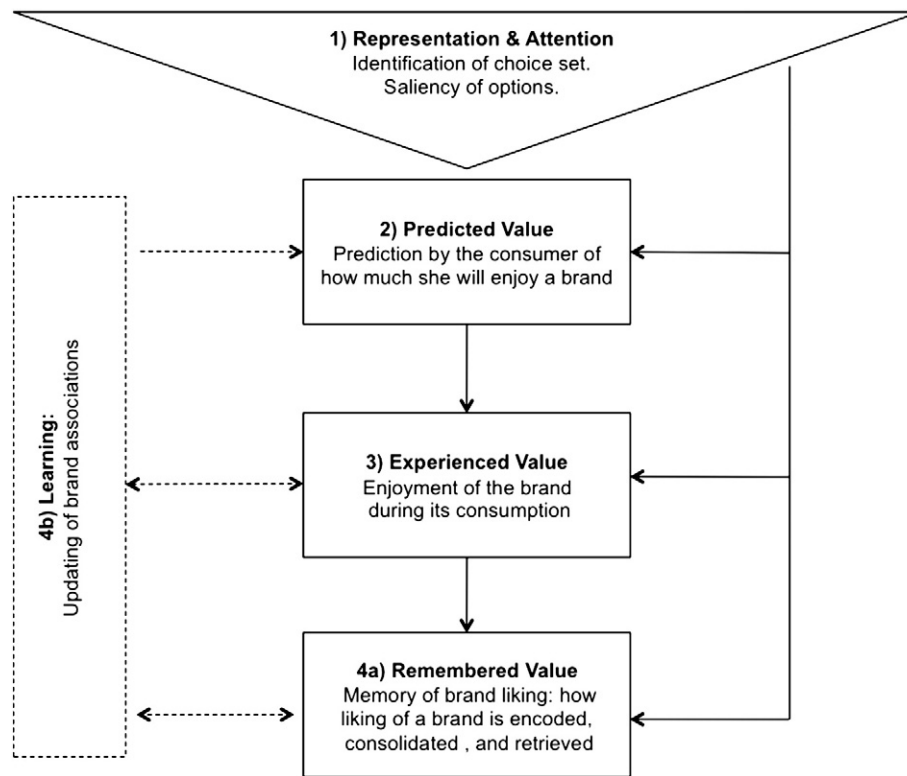 1) Representation & Attention
Identification of choice set.
Saliency of options.
2) Predicted Value
Prediction by the consumer of
how much she will enjoy a brand
4b) Learning:
Updating of brand associations
3) Experienced Value
Enjoyment of the brand
during its consumption
4a) Remembered Value
Memory of brand liking: how
liking of a brand is encoded,
consolidated , and retrieved